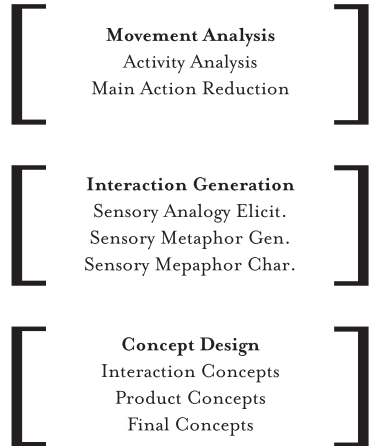 Movement Analysis
Activity Analysis
Main Action Reduction
Interaction Generation
Sensory Analogy Elicit.
Sensory Metaphor Gen.
Sensory Mepaphor Char.
Concept Design
Interaction Concepts
Product Concepts
Final Concepts